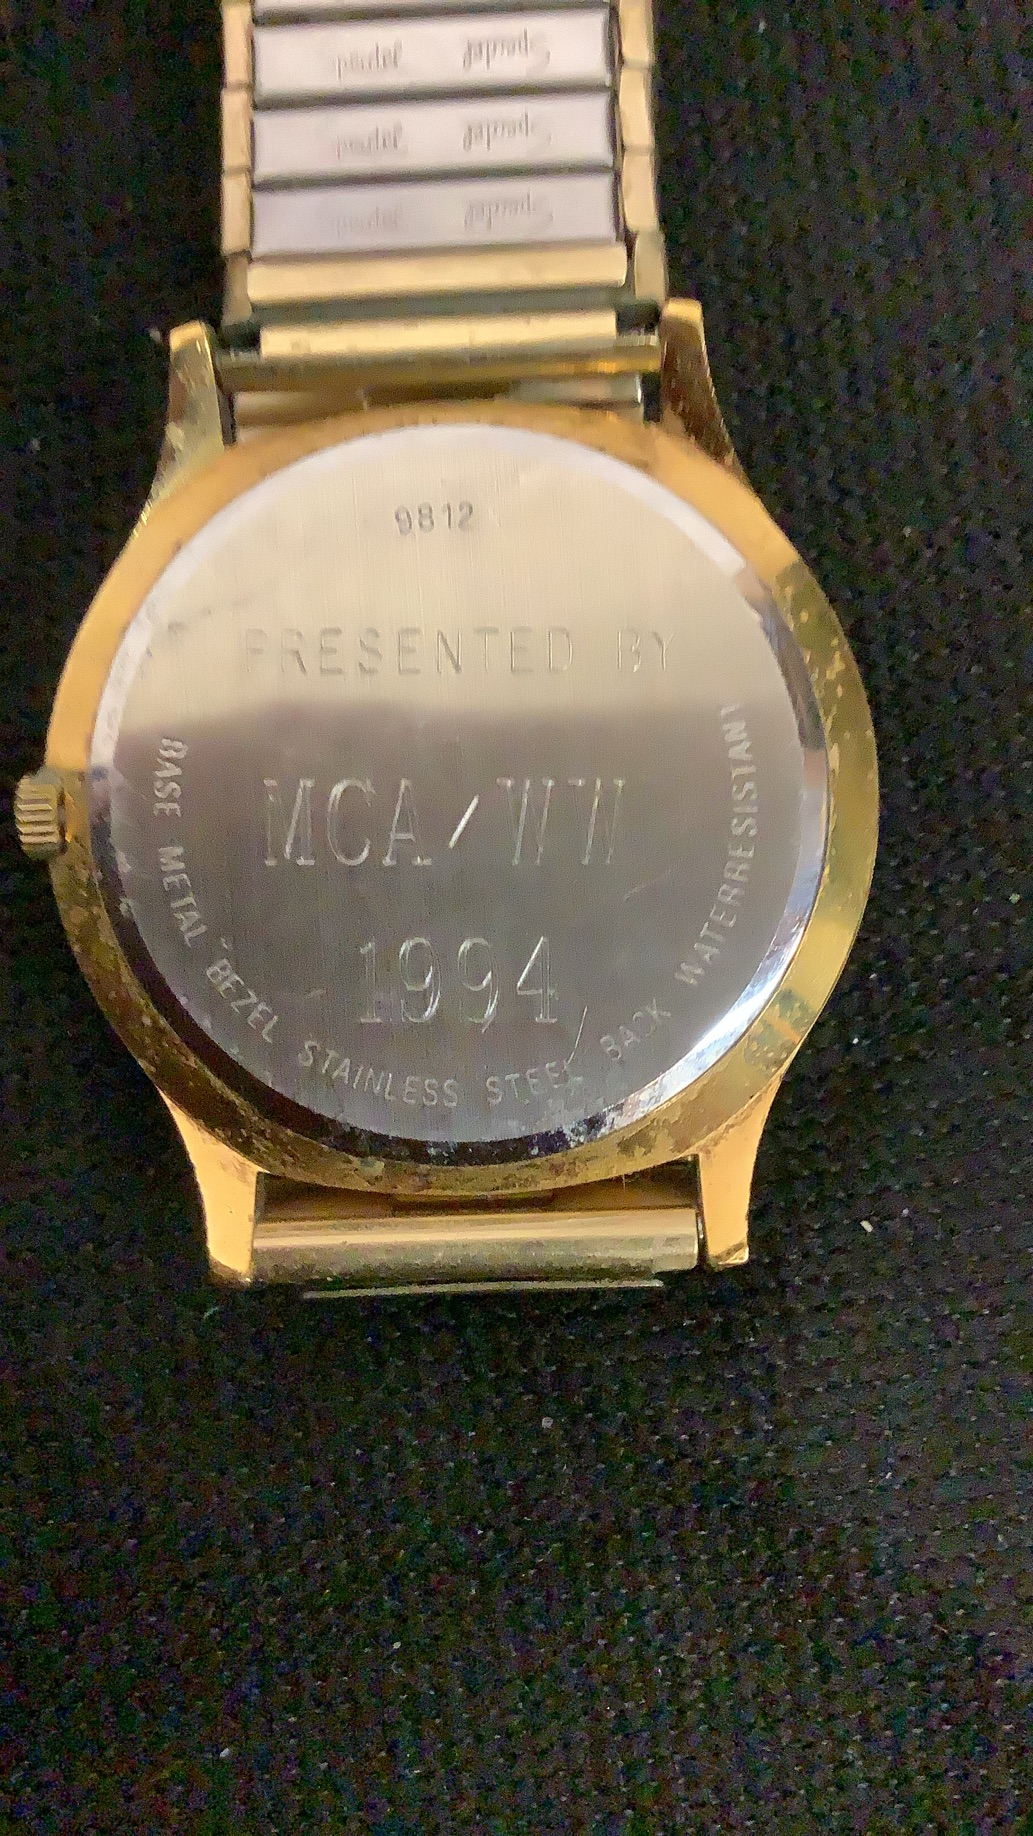 Speidel Speidel
Speidel Speidel
Speidel Speidel
9812
PRESENTED BY
MCA/WW
1994
BASE METAL BEZEL STAINLESS STEEL BACK WATERRESISTANT